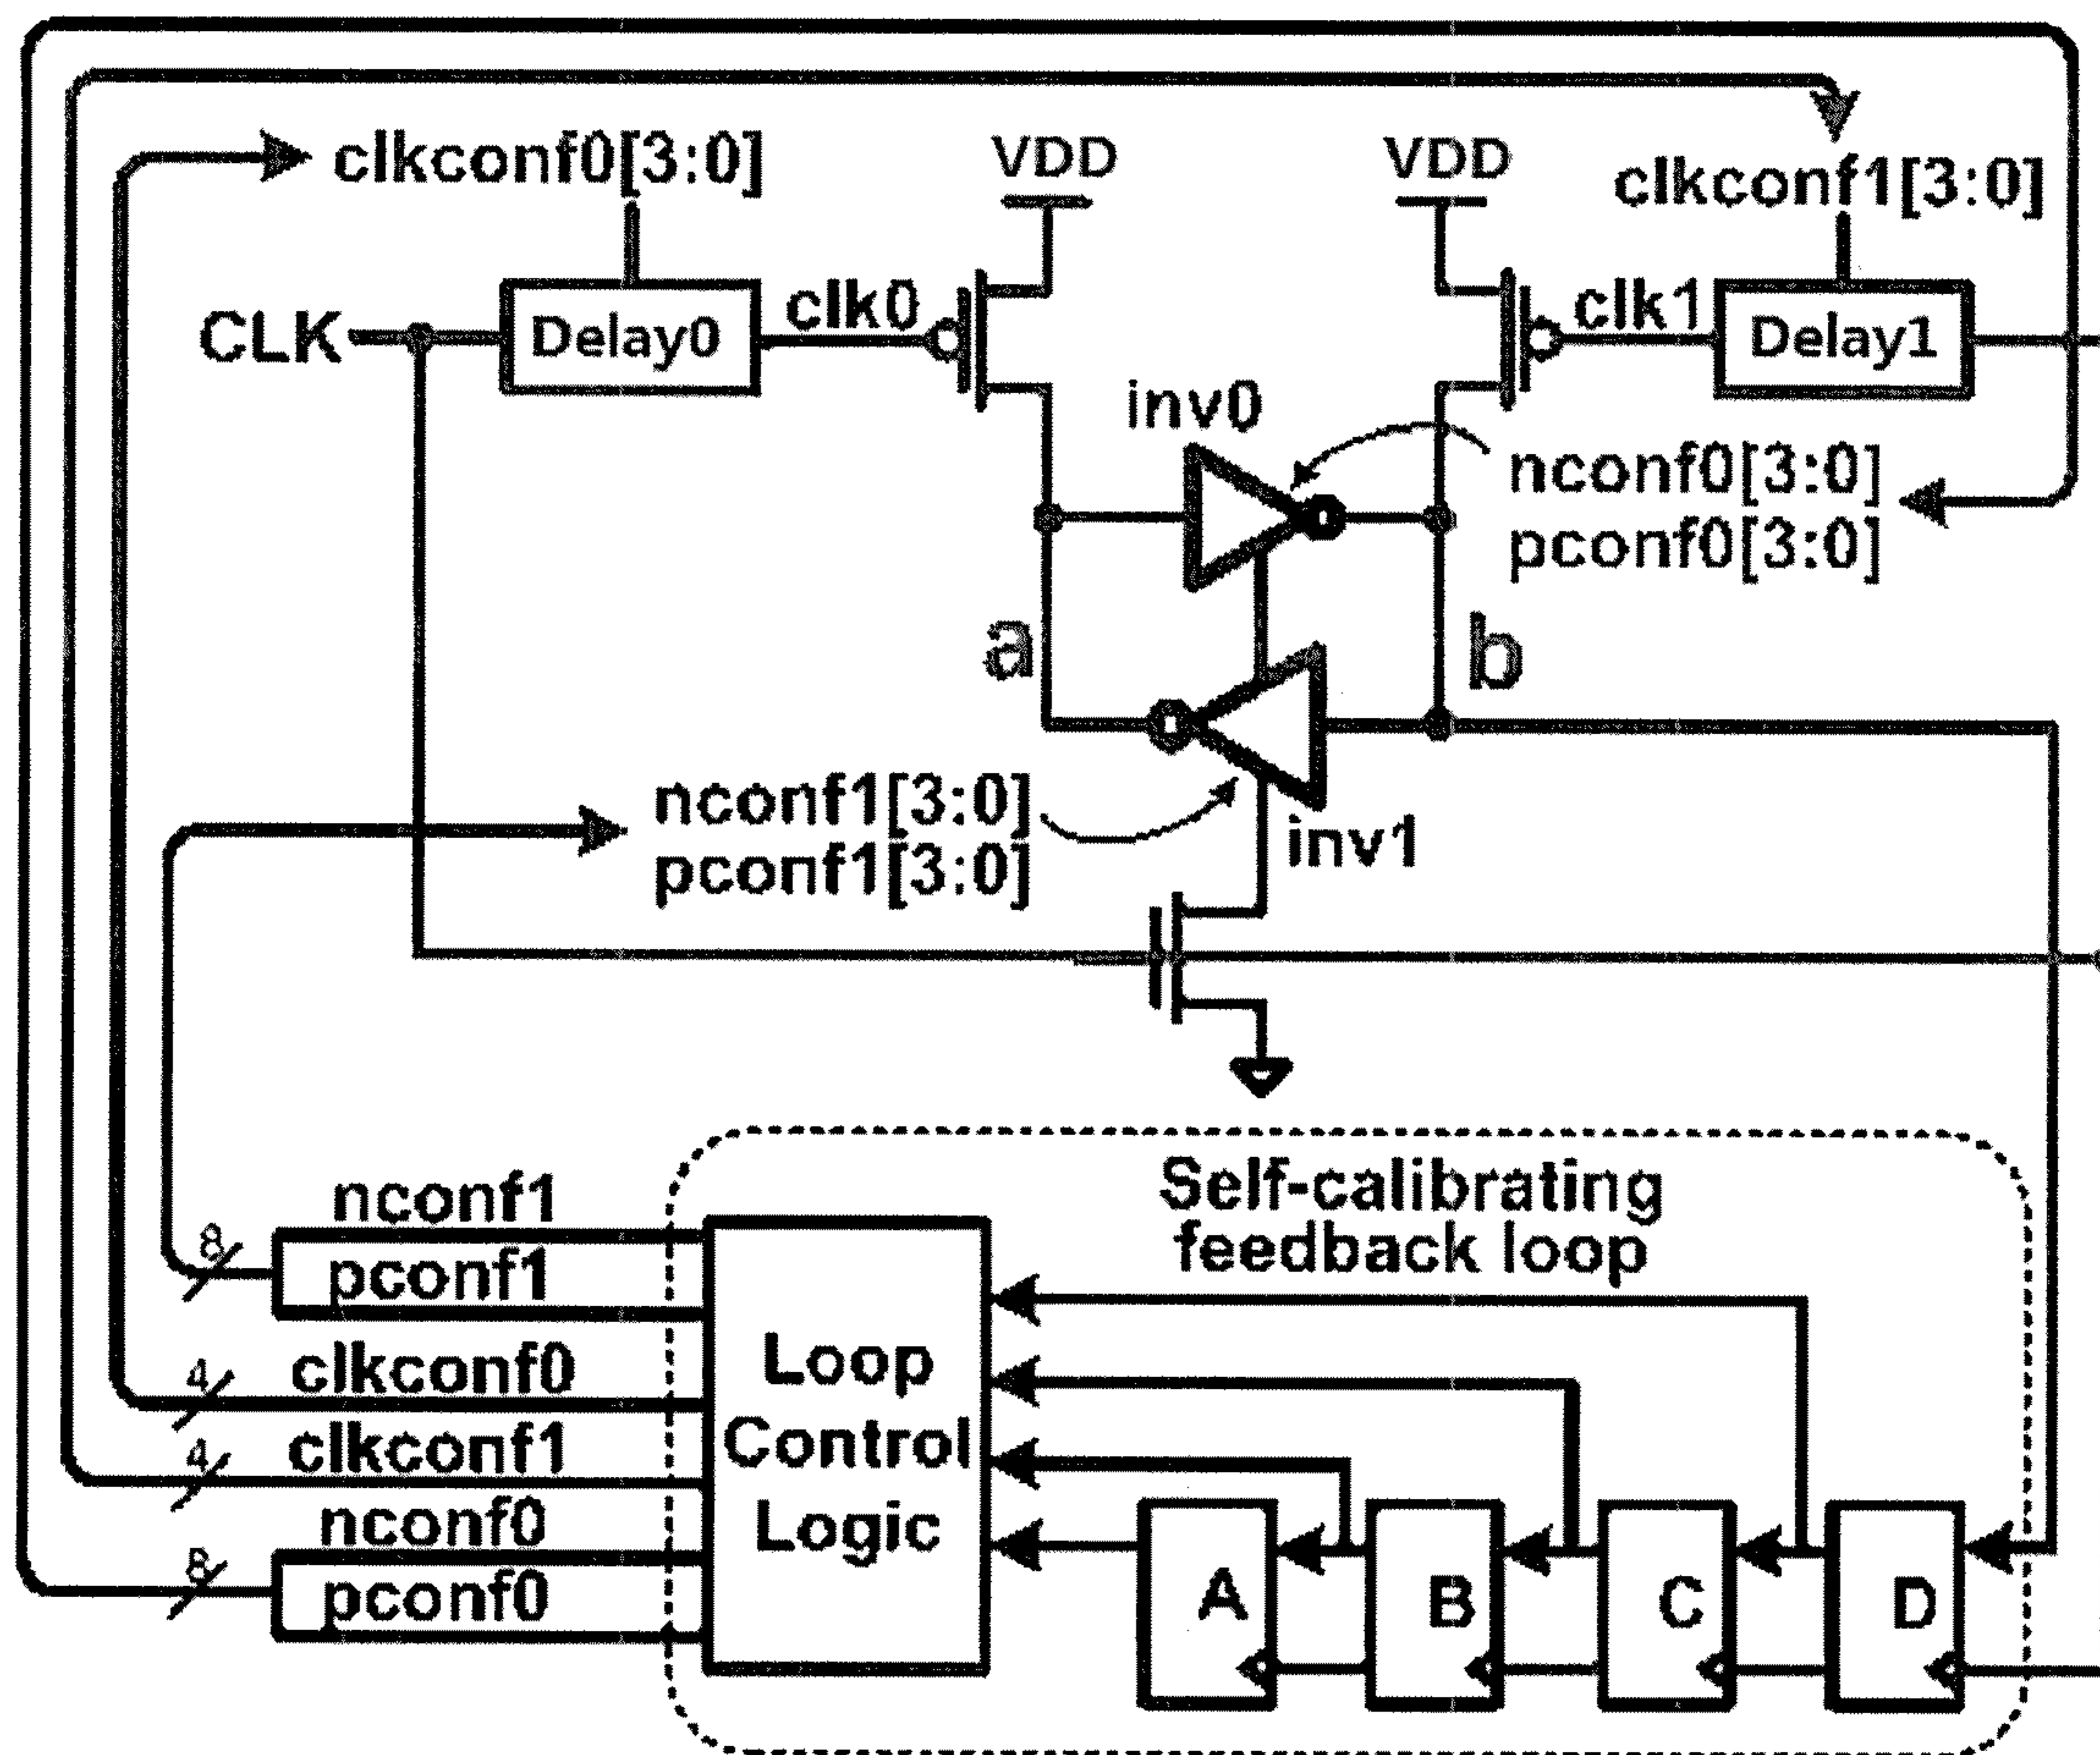 clkconf0[3:0]
VDD
VDD
clkconf1[3:0]
CLK
Delay0
clk0
clk1
Delay1
inv0
nconf0[3:0]
pconf0[3:0]
a
b
nconf1[3:0]
pconf1[3:0]
inv1
Self-calibrating
feedback loop
nconf1
8
pconf1
clkconf0
4
clkconf1
4
nconf0
8
pconf0
Loop
Control
Logic
A
B
C
D